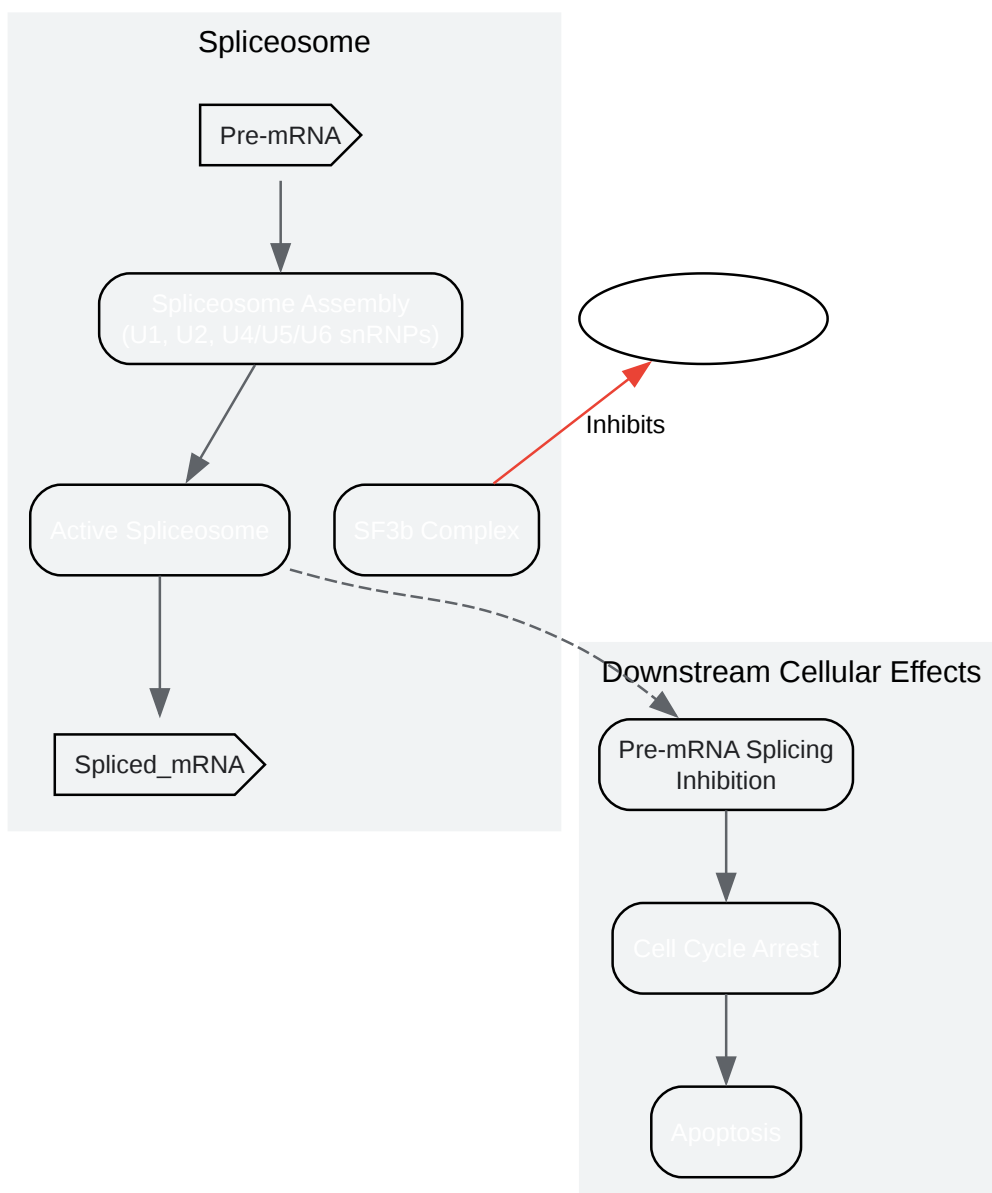 Spliceosome
Pre-mRNA
Spliceosome Assembly
(U1, U2, U4/U5/U6 snRNPs)
Inhibits
Active Spliceosome
SF3b Complex
Downstream Cellular Effects
Pre-mRNA Splicing
Inhibition
Spliced_mRNA
Cell Cycle Arrest
Apoptosis